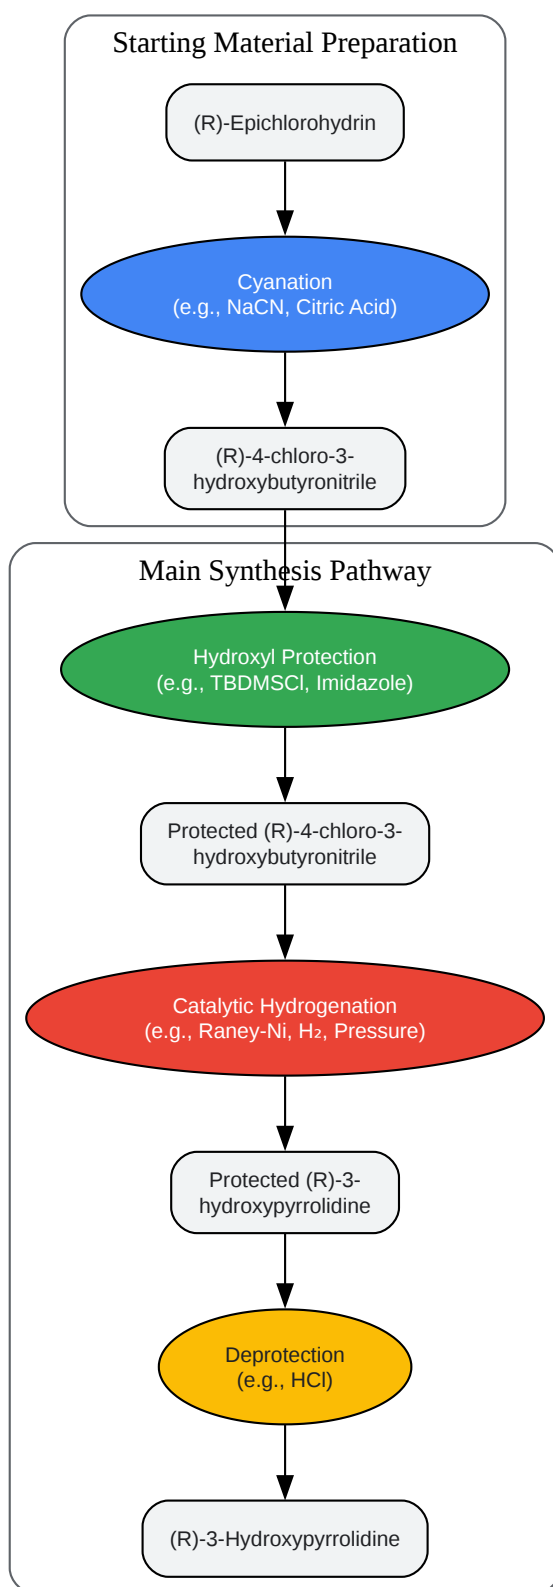 Starting Material Preparation
(R)-Epichlorohydrin
Cyanation
(e.g., NaCN, Citric Acid)
(R)-4-chloro-3-
hydroxybutyronitrile
Main Synthesis Pathway
Hydroxyl Protection
(e.g., TBDMSCl, Imidazole)
Protected (R)-4-chloro-3-
hydroxybutyronitrile
Catalytic Hydrogenation
(e.g., Raney-Ni, H₂, Pressure)
Protected (R)-3-
hydroxypyrrolidine
Deprotection
(e.g., HCl)
(R)-3-Hydroxypyrrolidine